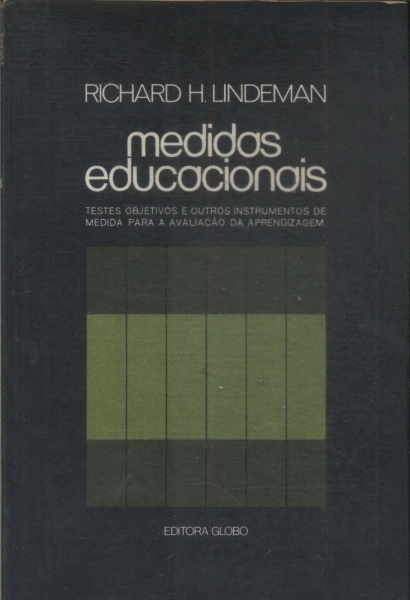 RICHARD H. LINDEMAN
medidas
educacionais
TESTES OBJETIVOS E OUTROS INSTRUMENTOS DE
MEDIDA PARA A AVALIAÇÃO DA APRENDIZAGEM.
EDITORA GLOBO